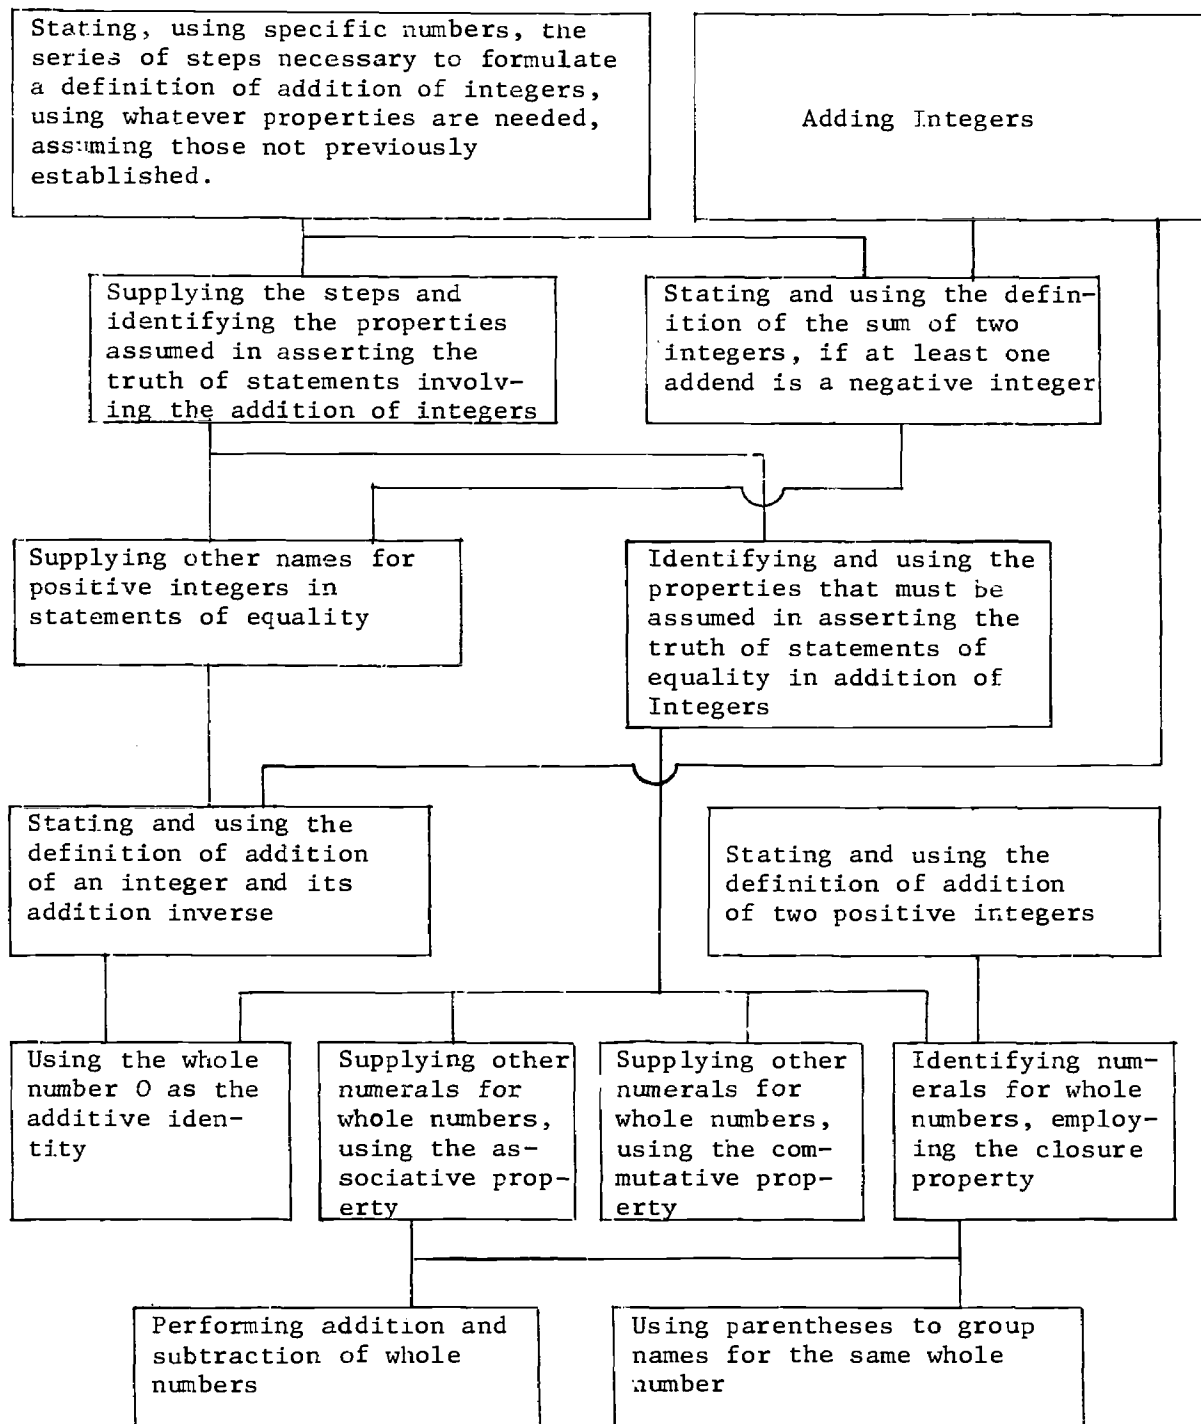 Stating, using specific numbers, the
series of steps necessary to formulate
a definition of addition of integers,
using whatever properties are needed,
assuming those not previously
established.
Adding Integers
Supplying the steps and
identifying the properties
assumed in asserting the
truth of statements involv-
ing the addition of integers
Stating and using the defin-
ition of the sum of two
integers, if at least one
addend is a negative integer
Supplying other names for
positive integers in
statements of equality
Identifying and using the
properties that must be
assumed in asserting the
truth of statements of
equality in addition of
Integers
Stating and using the
definition of addition
of an integer and its
addition inverse
Stating and using the
definition of addition
of two positive integers
Using the whole
number 0 as the
additive iden-
tity
Supplying other
numerals for
whole numbers,
using the as-
sociative prop-
erty
Supplying other
numerals for
whole numbers,
using the com-
mutative prop-
erty
Identifying num-
erals for whole
numbers, employ-
ing the closure
property
Performing addition and
subtraction of whole
numbers
Using parentheses to group
names for the same whole
number